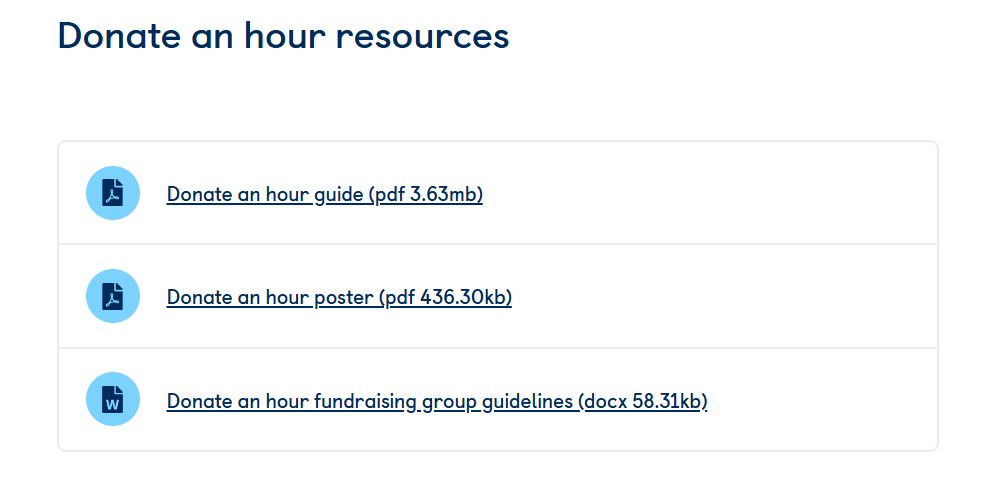 Donate an hour resources
Donate an hour guide (pdf 3.63mb)
Donate an hour poster (pdf 436.30kb)
W
Donate an hour fundraising group guidelines (docx 58.31kb)